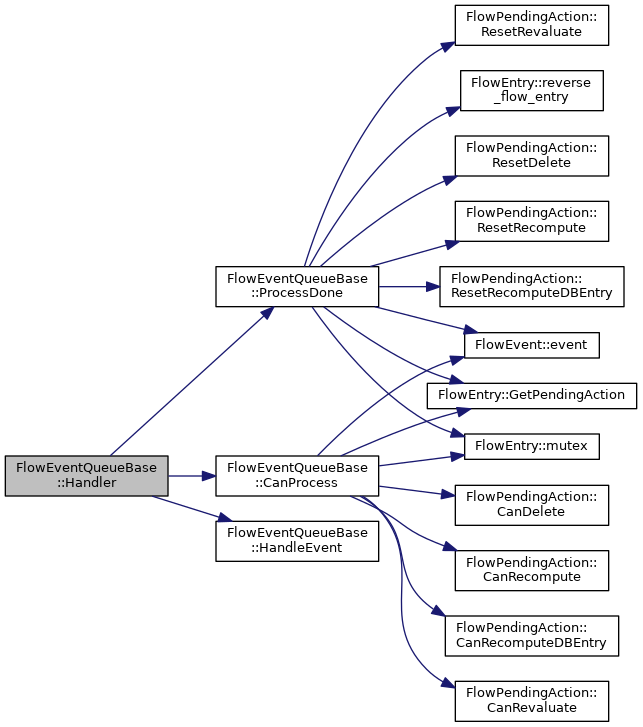 FlowPendingAction::
ResetRevaluate
FlowEntry::reverse
_flow_entry
FlowPendingAction::
ResetDelete
FlowPendingAction::
ResetRecompute
FlowEventQueueBase
::ProcessDone
FlowPendingAction::
ResetRecomputeDBEntry
FlowEvent::event
FlowEntry::GetPendingAction
FlowEntry::mutex
FlowEventQueueBase
::Handler
FlowEventQueueBase
::CanProcess
FlowPendingAction::
CanDelete
FlowEventQueueBase
::HandleEvent
FlowPendingAction::
CanRecompute
FlowPendingAction::
CanRecomputeDBEntry
FlowPendingAction::
CanRevaluate